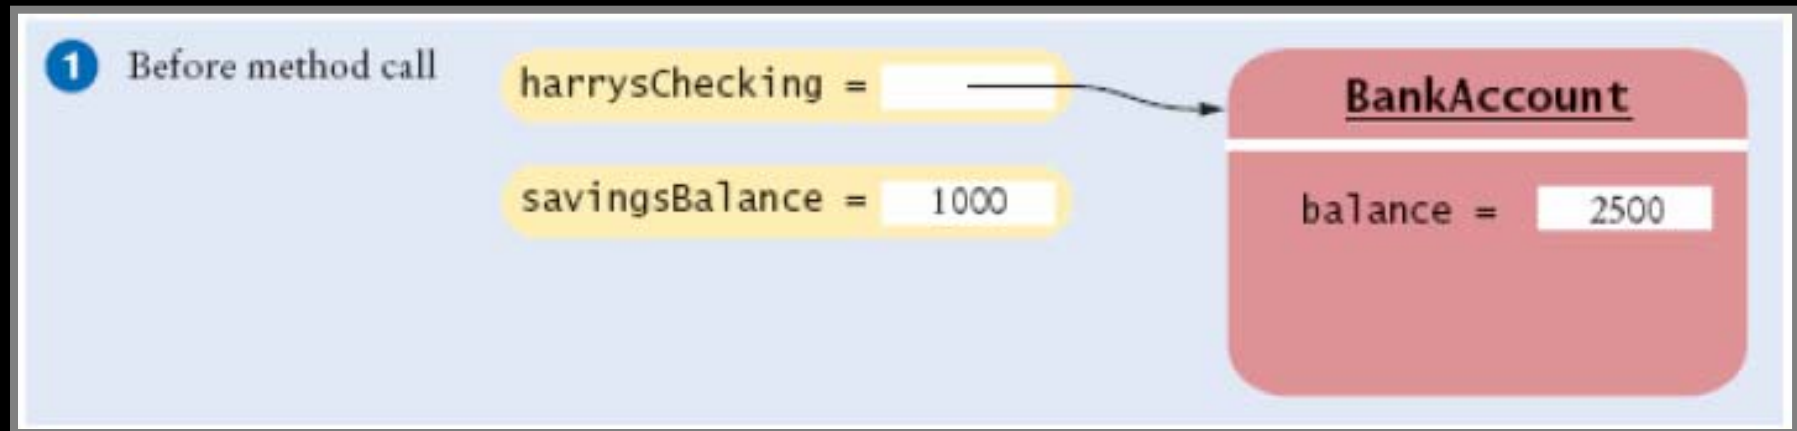 1 Before method call
harrysChecking =
savingsBalance = 1000
BankAccount
balance = 2500